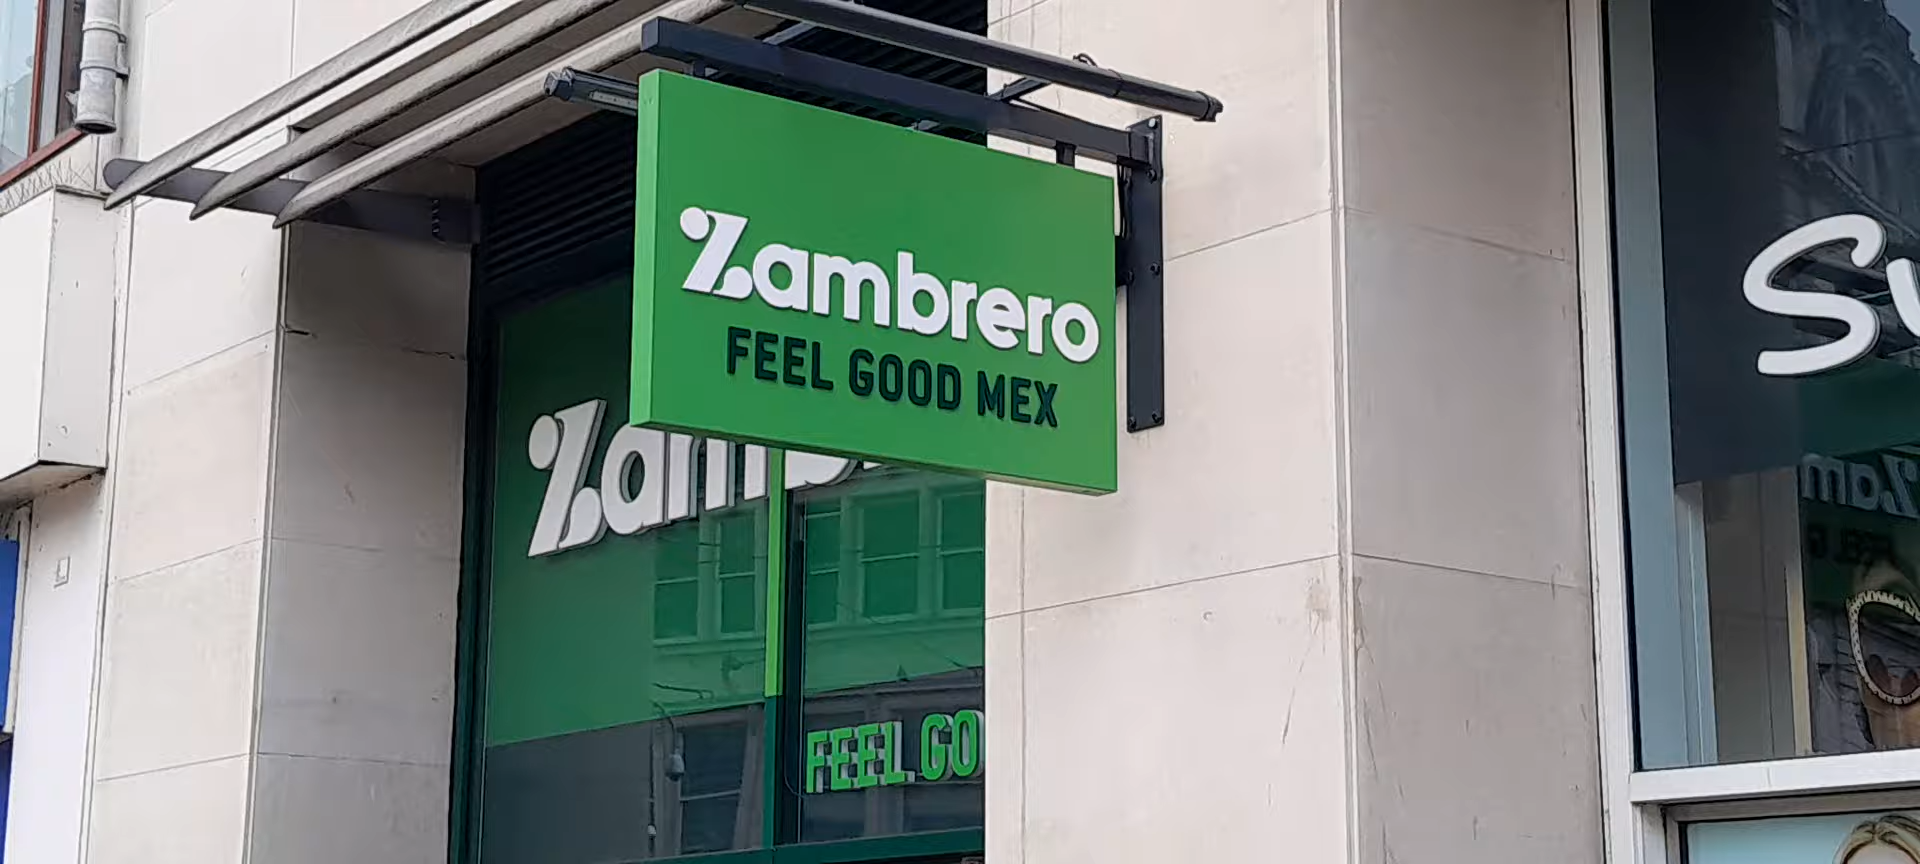 Zambrero
FEEL GOOD MEX
Zam
FEEL GO
S